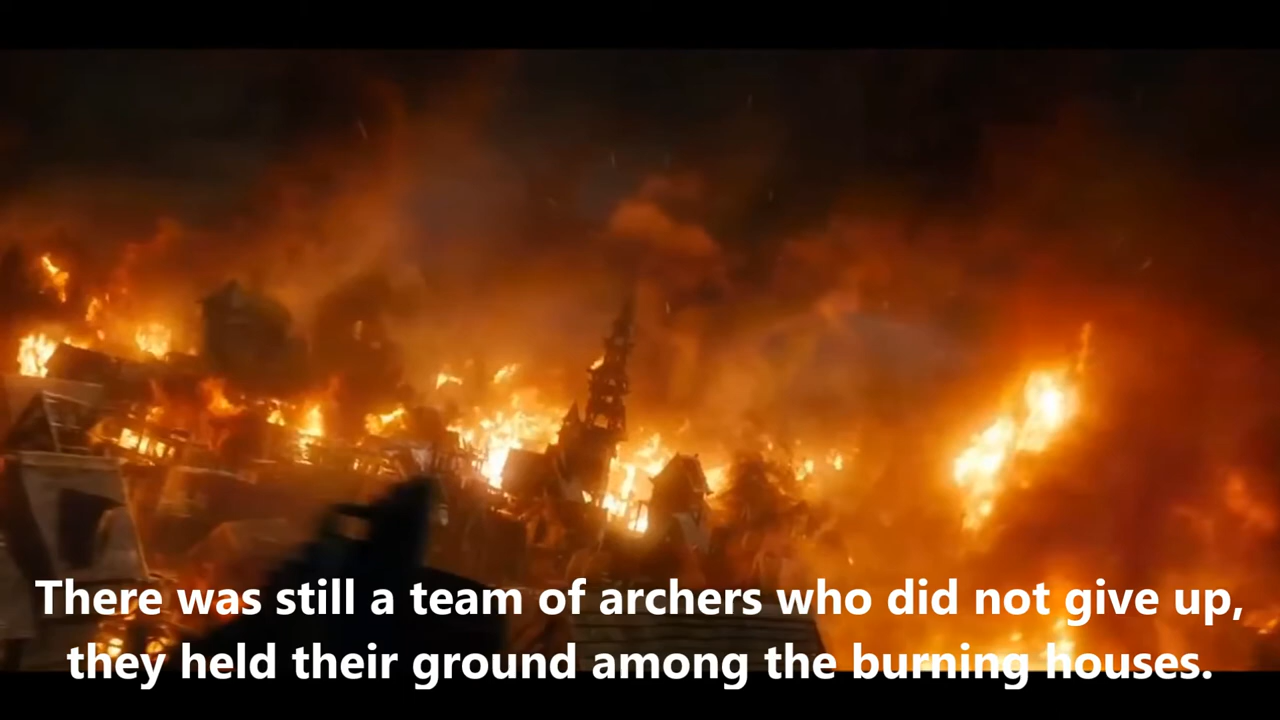 There was still a team of archers who did not give up,
they held their ground among the burning houses.